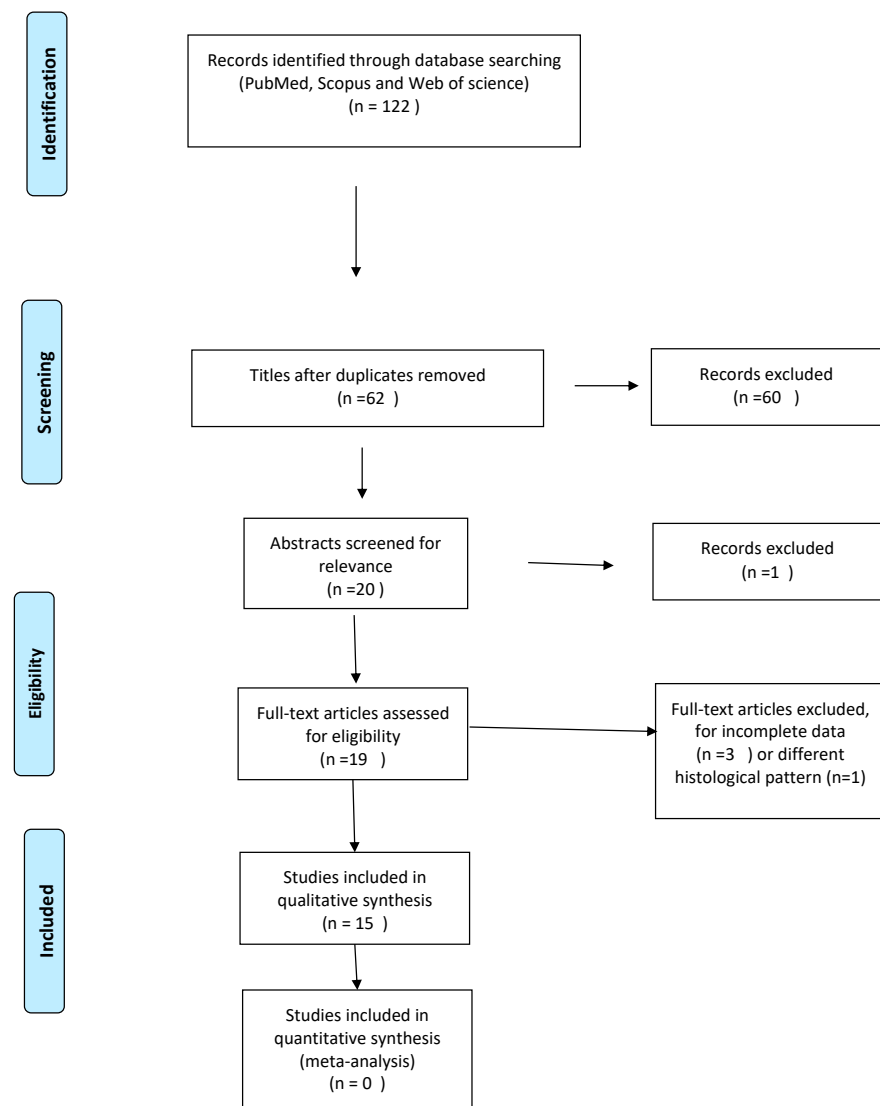 Identification
Records identified through database searching
(PubMed, Scopus and Web of science)
(n = 122 )
Screening
Titles after duplicates removed
(n =62 )
Records excluded
(n =60 )
Abstracts screened for
relevance
(n =20 )
Records excluded
(n =1 )
Eligibility
Full-text articles assessed
for eligibility
(n =19 )
Full-text articles excluded,
for incomplete data
(n =3 ) or different
histological pattern (n=1)
Included
Studies included in
qualitative synthesis
(n = 15 )
Studies included in
quantitative synthesis
(meta-analysis)
(n = 0 )